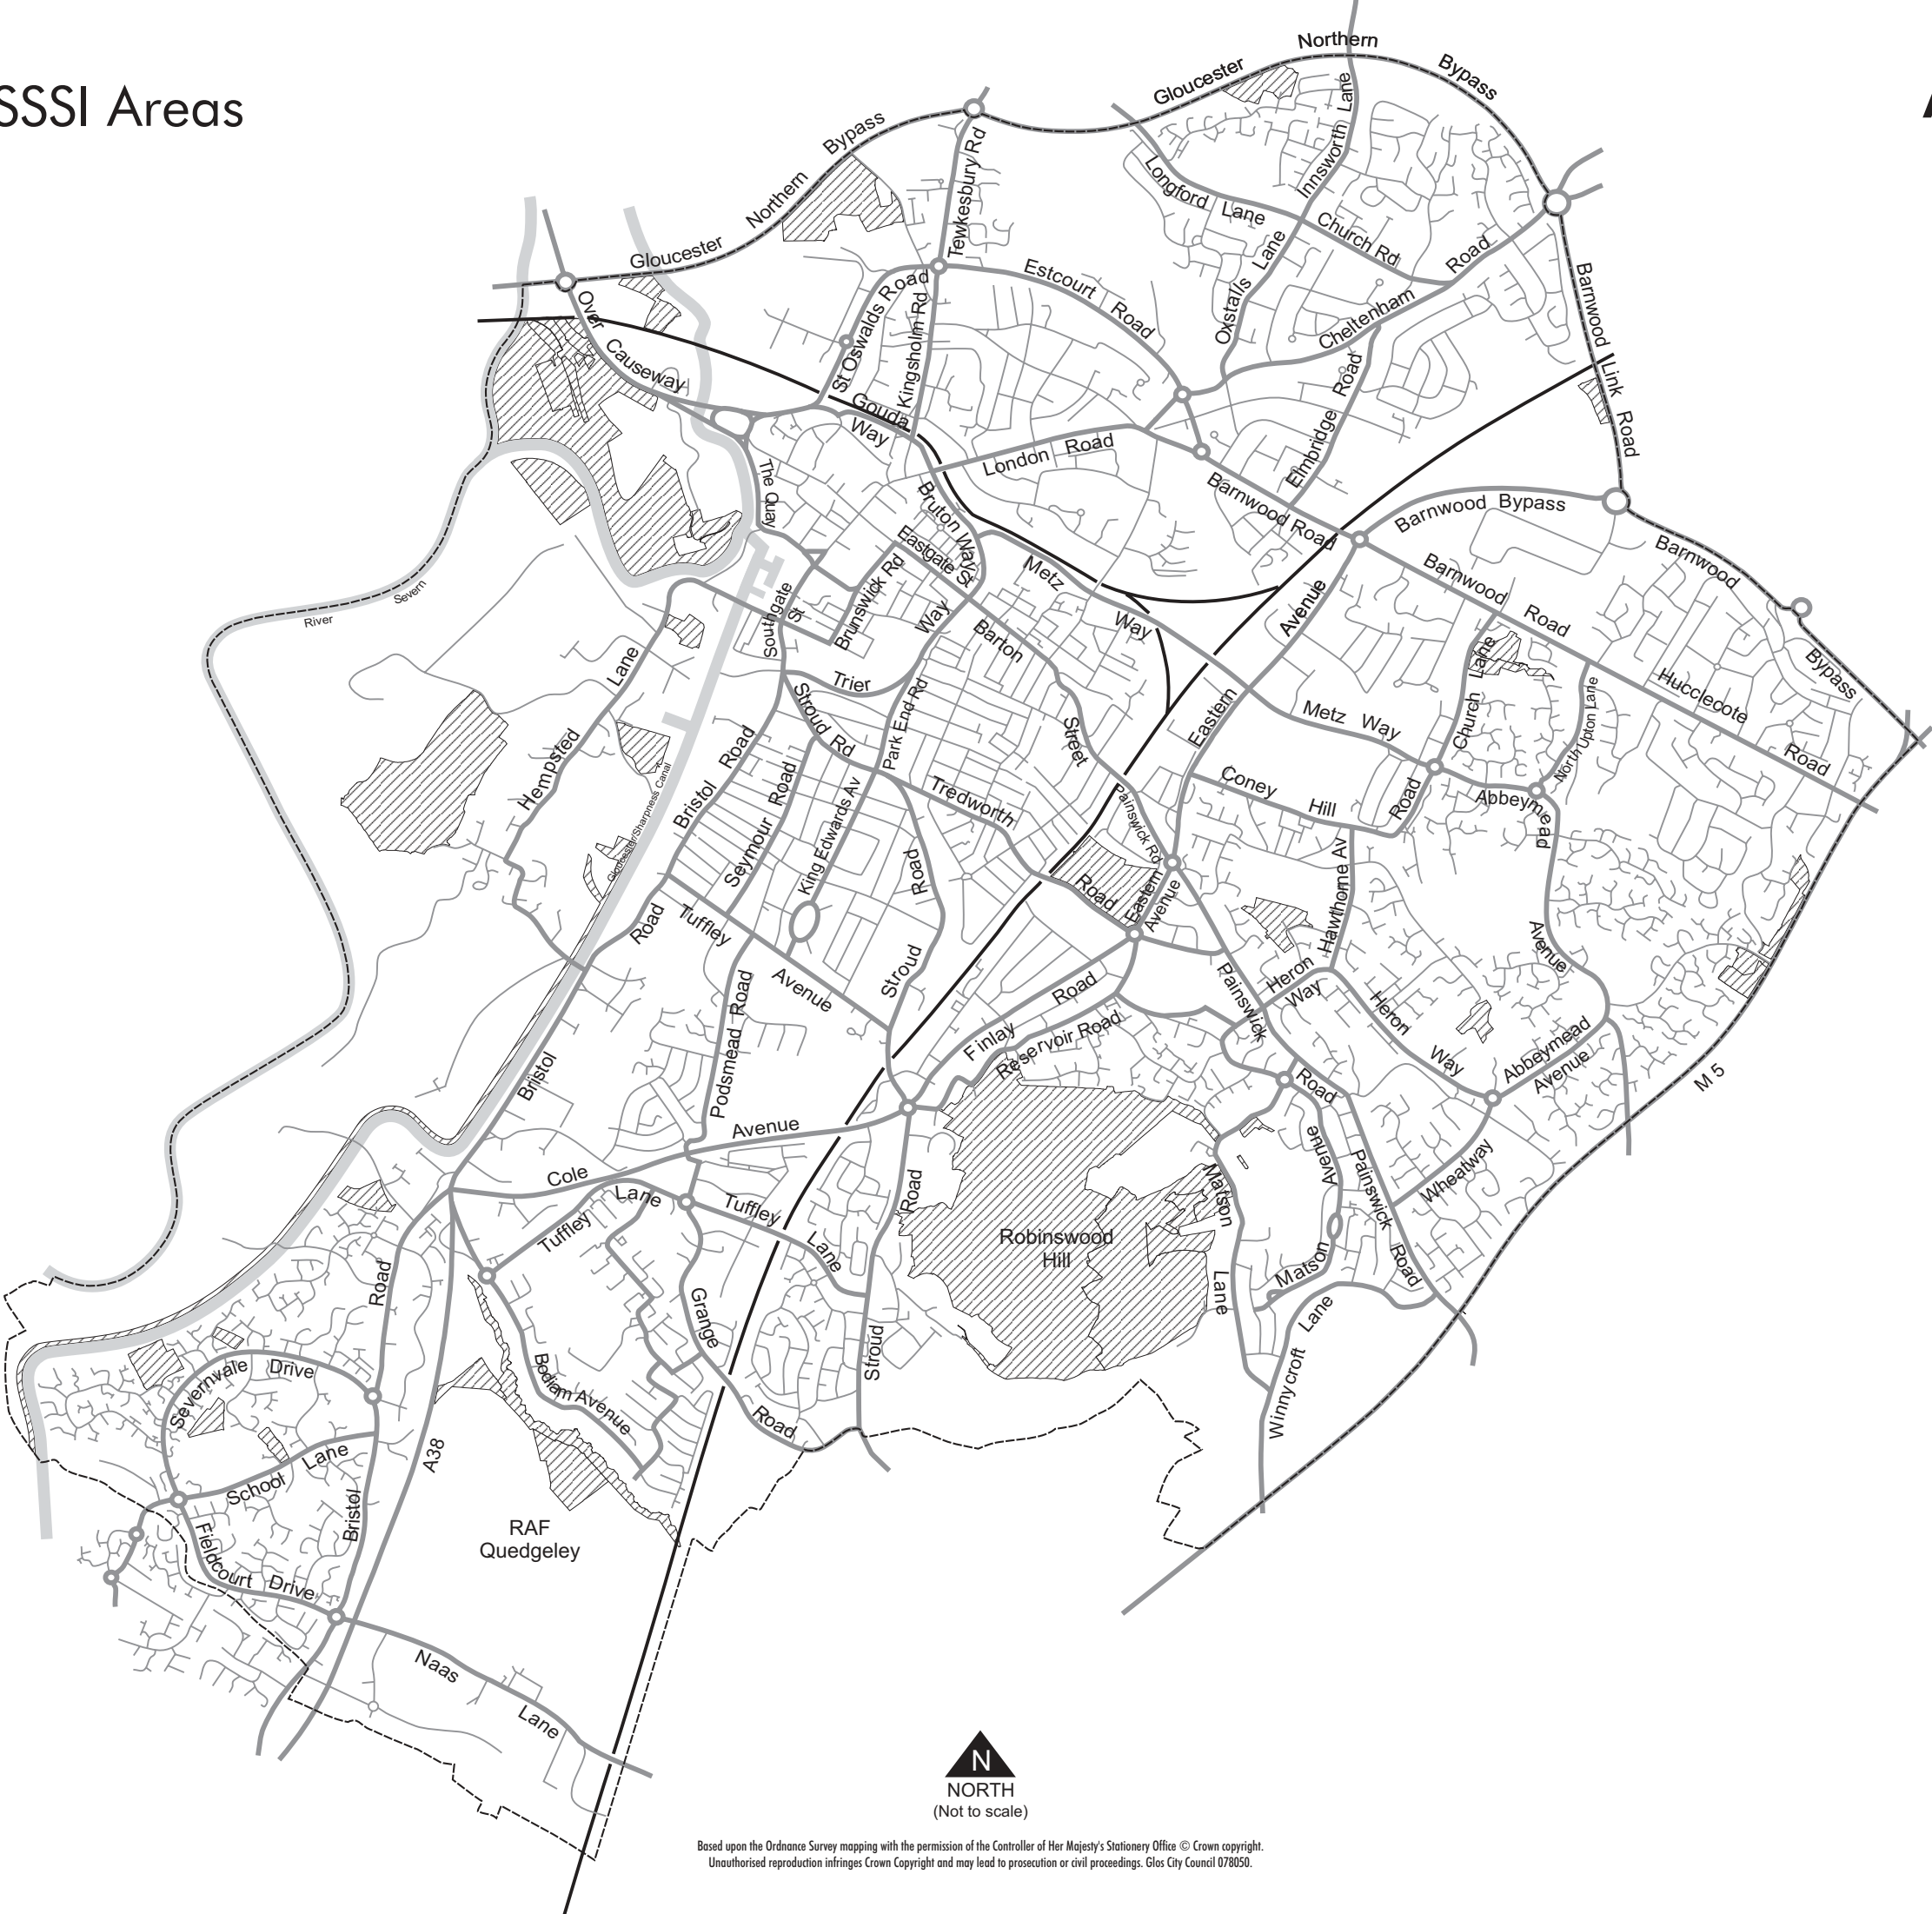 SSSI Areas
Northern
Gloucester
Bypass
Bypass
Northern
Gloucester
Tewkesbury Rd
Innsworth Lane
Longford Lane
Church Rd
Road
Cheltenham
Oxstalls Lane
Estcourt Road
St Oswalds Road
Kingsholm Rd
Over
Causeway
Gouda
Way
London Road
Elmbridge Road
Barnwood Link Road
Barnwood Road
Barnwood Bypass
Barnwood
Bypass
Barnwood Road
Hucclecote
Road
The Quay
Bruton Way
Eastgate St
Brunswick Rd
Southgate
St
Metz
Way
Way
Barton
Street
Trier
Severn
River
Avenue
Eastern
Metz Way
Church Lane
North Upton Lane
Lane
Hempsted
Stroud Rd
Park End Rd
Road
Bristol
Road
Seymour
King Edwards Av
Tredworth
Road
Painswick Rd
Coney
Hill
Road
Abbeymead
Avenue
Gloucester/Sharpness Canal
Road
Tuffley
Avenue
Road
Stroud
Eastern
Avenue
Hawthorne Av
Heron
Way
Painswick
Heron
Way
Abbeymead
Avenue
M 5
Road
Finlay
Reservoir Road
Podsmead Road
Bristol
Avenue
Cole
Road
Avenue
Matson
Painswick
Wheatway
Lane
Tuffley
Tuffley
Lane
Road
Robinswood
Hill
Lane
Matson
Road
Lane
Winnycroft
Road
Grange
Stroud
Severnvale Drive
Bodiam Avenue
Road
A38
School Lane
Bristol
RAF
Quedgeley
Fieldcourt Drive
Naas
Lane
N
NORTH
(Not to scale)
Based upon the Ordnance Survey mapping with the permission of the Controller of Her Majesty's Stationery Office © Crown copyright.
Unauthorised reproduction infringes Crown Copyright and may lead to prosecution or civil proceedings. Glos City Council 078050.